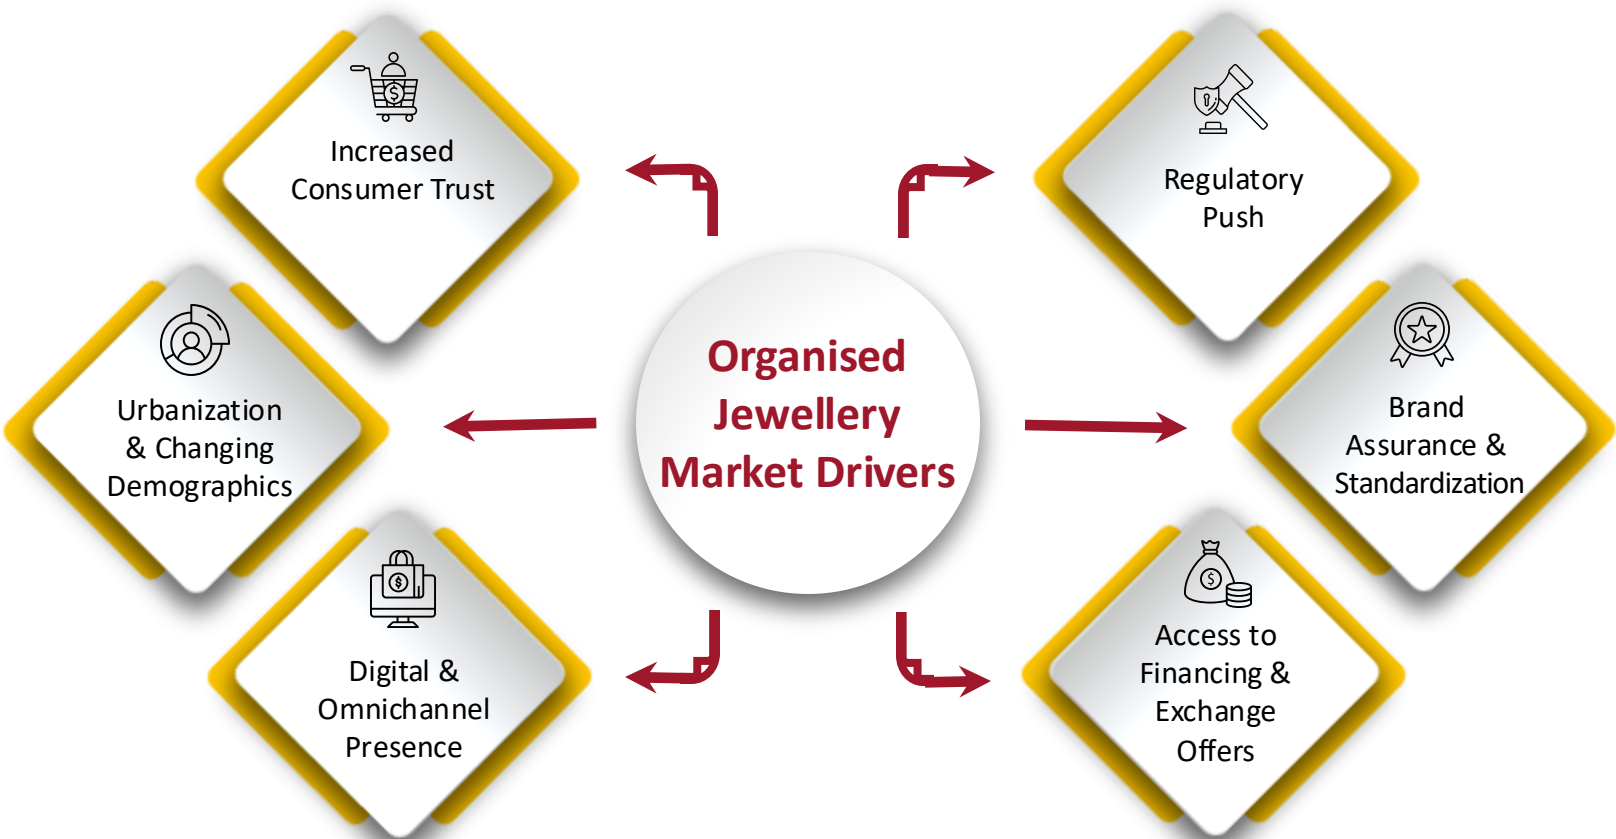 Increased
Consumer Trust
Regulatory
Push
Urbanization
& Changing
Demographics
Organised
Jewellery
Market Drivers
Brand
Assurance &
Standardization
Digital &
Omnichannel
Presence
Access to
Financing &
Exchange
Offers